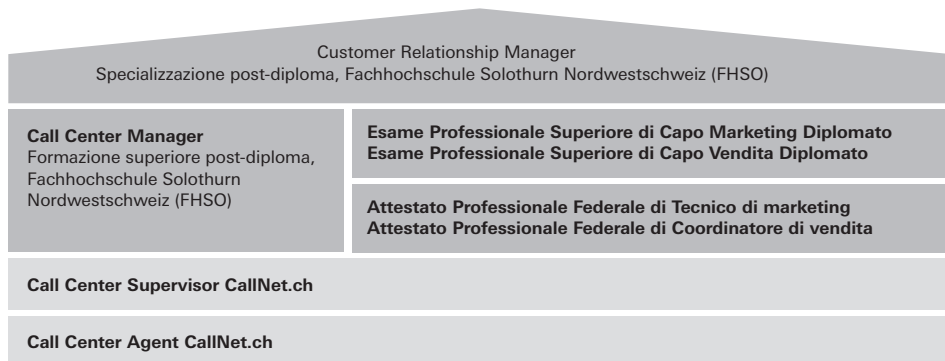 Customer Relationship Manager
Specializzazione post-diploma, Fachhochschule Solothurn Nordwestschweiz (FHSO)
Call Center Manager
Formazione superiore post-diploma,
Fachhochschule Solothurn
Nordwestschweiz (FHSO)
Esame Professionale Superiore di Capo Marketing Diplomato
Esame Professionale Superiore di Capo Vendita Diplomato
Attestato Professionale Federale di Tecnico di marketing
Attestato Professionale Federale di Coordinatore di vendita
Call Center Supervisor CallNet.ch
Call Center Agent CallNet.ch